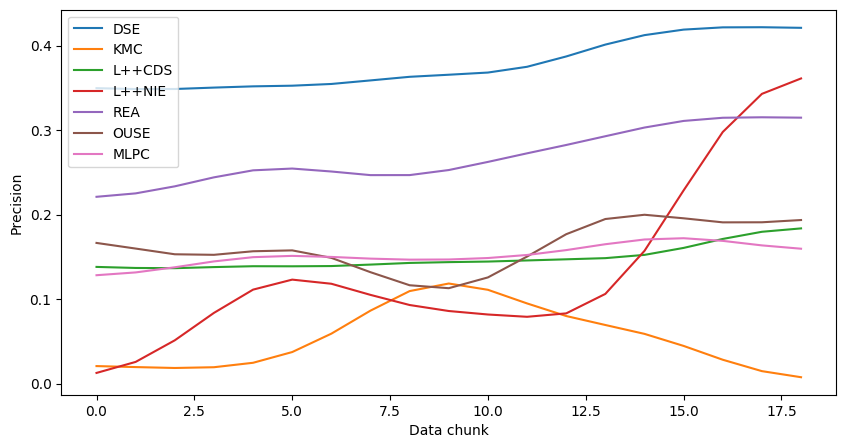 DSE
KMC
L++CDS
L++NIE
REA
OUSE
MLPC
0.4
0.3
0.2
0.1
0.0
Precision
0.0 2.5 5.0 7.5 10.0 12.5 15.0 17.5
Data chunk